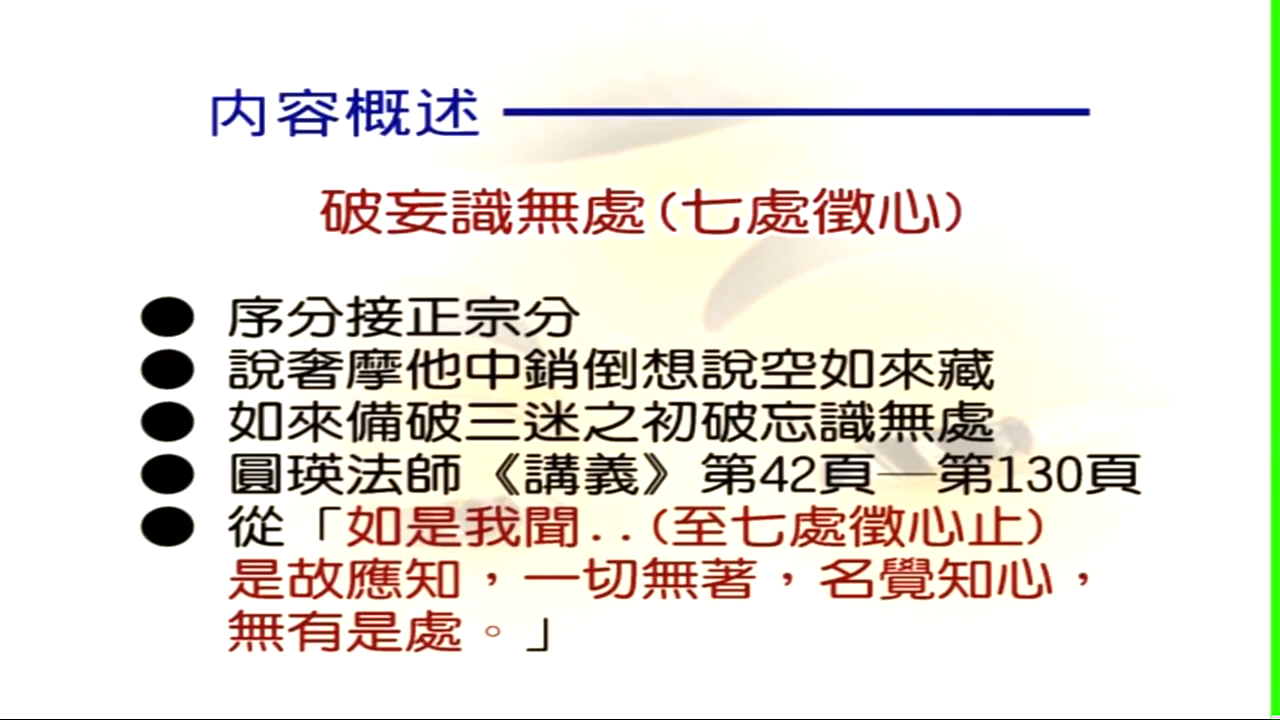 內容概述
破妄識無處(七處徵心)
● 序分接正宗分
● 說奢摩他中銷倒想說空如來藏
● 如來備破三迷之初破忘識無處
● 圓瑛法師《講義》第42頁—第130頁
● 從「如是我聞..(至七處徵心止)
是故應知，一切無著，名覺知心，
無有是處。」